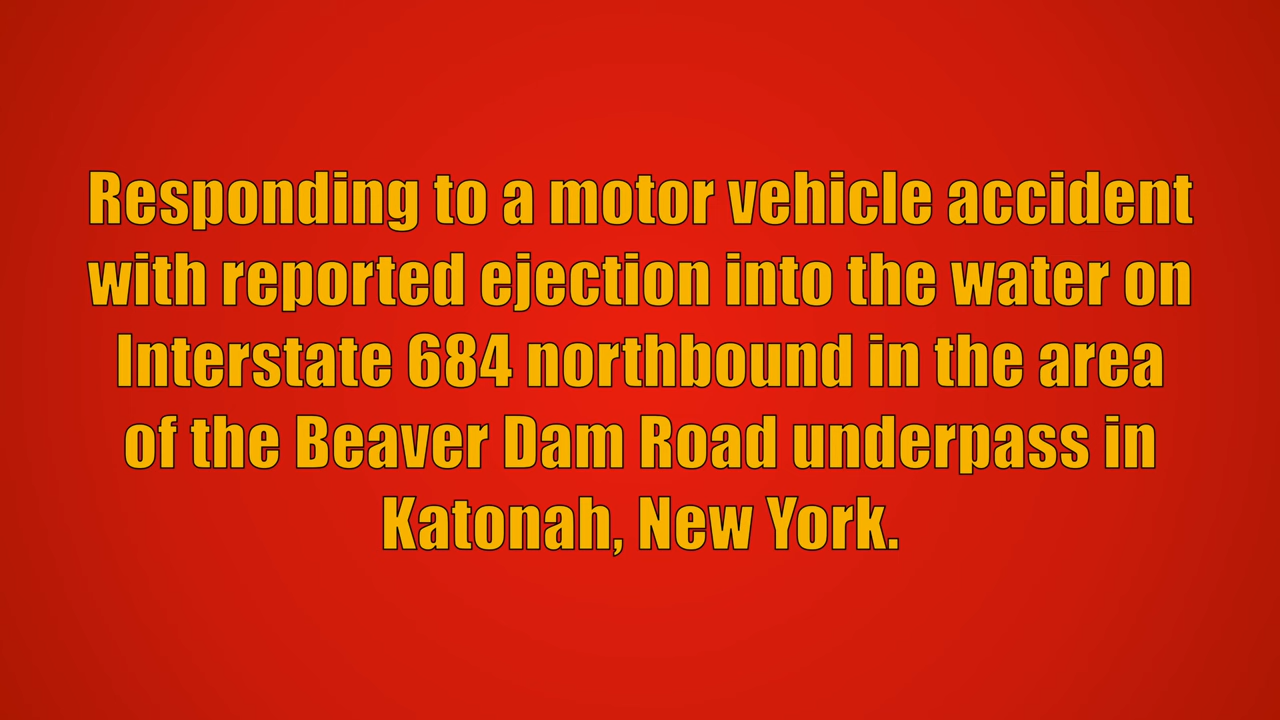 Responding to a motor vehicle accident
with reported ejection into the water on
Interstate 684 northbound in the area
of the Beaver Dam Road underpass in
Katonah, New York.